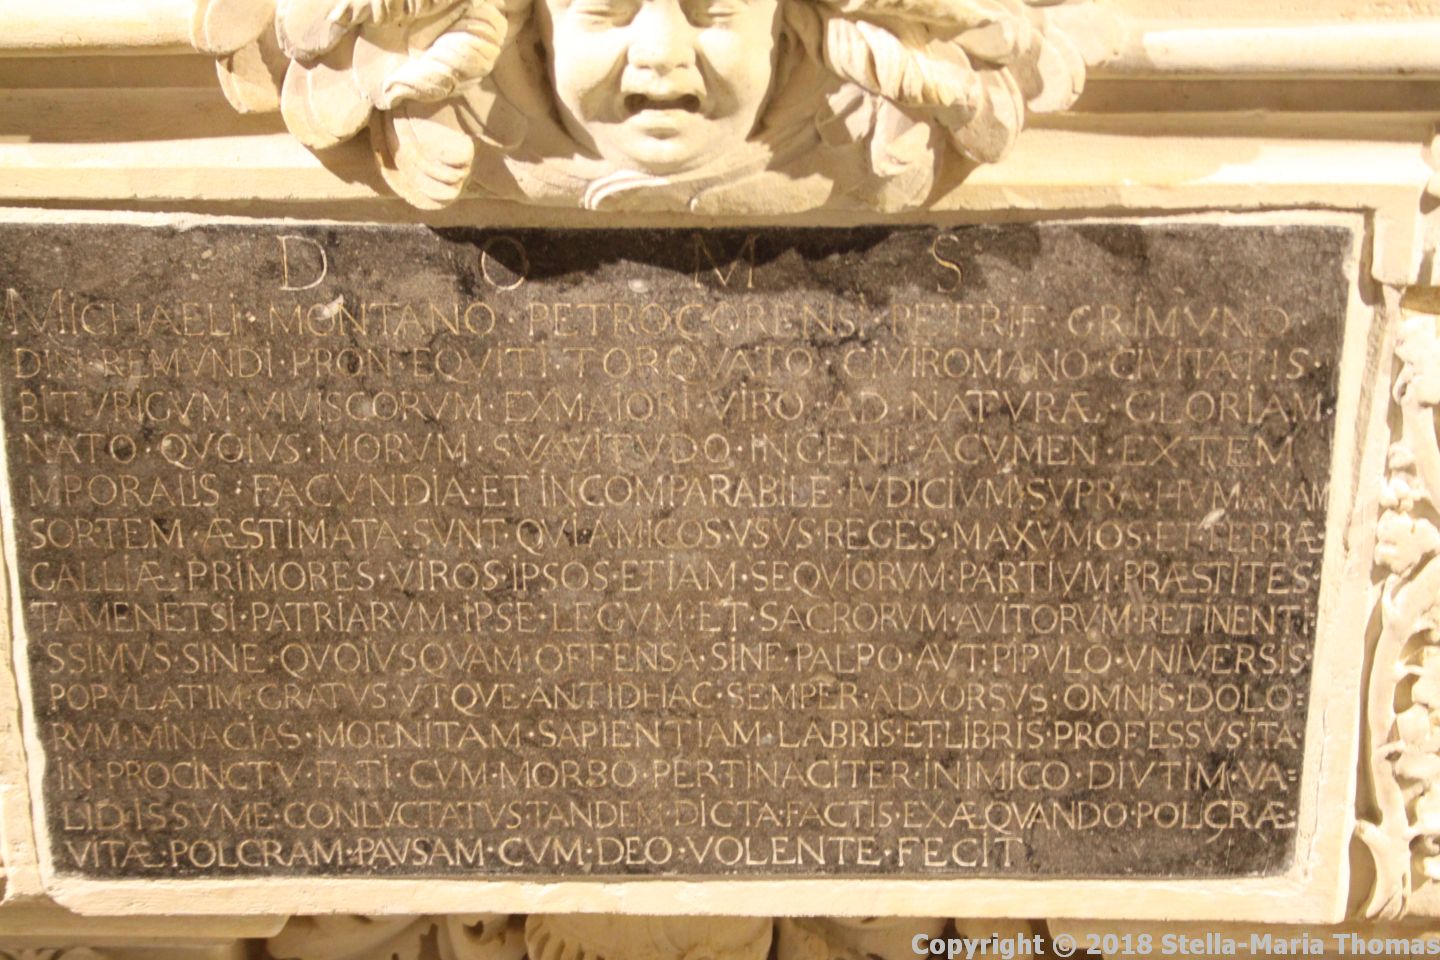 D O M S
MICHAELI · MONTANO · PETROCORENSI · PETRI · F · GRIMUND ·
DIN · REMVNDI · PRON · EQVITI · TORQVATO · CIVI ROMANO · CIVITATIS ·
BITVRIGVM · VIVISCORVM · EX MAIORI · VIRO · AD · NATVRÆ · GLORIAM ·
NATO · QVOIVS · MORVM · SVAVITVDO · INGENII · ACVMEN · EXTEM
MPORALIS : FACVNDIA · ET INCOMPARABILE · IVDICIVM · SVPRA · HVMANAM
SORTEM · ÆSTIMATA · SVNT · QVI · AMICOS · VSVS REGES · MAXVMOS · ET · TERRÆ
GALLIÆ · PRIMORES · VIROS · IPSOS · ETIAM · SEQVIORVM · PARTIVM · PRÆSTITES ·
TAMENETSI · PATRIARVM · IPSE · LEGVM · ET · SACRORVM · AVITORVM · RETINENTI :
SSIMVS · SINE · QVOIVSQVAM · OFFENSA · SINE · PALPO · AVT · PIPVLO · VNIVERSIS ·
POPVLATIM · GRATVS · VTQVE · ANTIDHAC · SEMPER · ADVORSVS · OMNIS · DOLO :
RVM · MINACIAS · MOENITAM · SAPIENTIAM · LABRIS · ET LIBRIS · PROFESSVS · ITA ·
IN · PROCINCTV · FATI · CVM · MORBO · PERTINACITER · INIMICO · DIVTIM · VA =
LID · ISSVME · CONLVCTATVS · TANDEM · DICTA · FACTIS · EXÆQVANDO · POLCRÆ :
VITÆ · POLCRAM · PAVSAM · CVM · DEO · VOLENTE · FECIT
Copyright © 2018 Stella-Maria Thomas